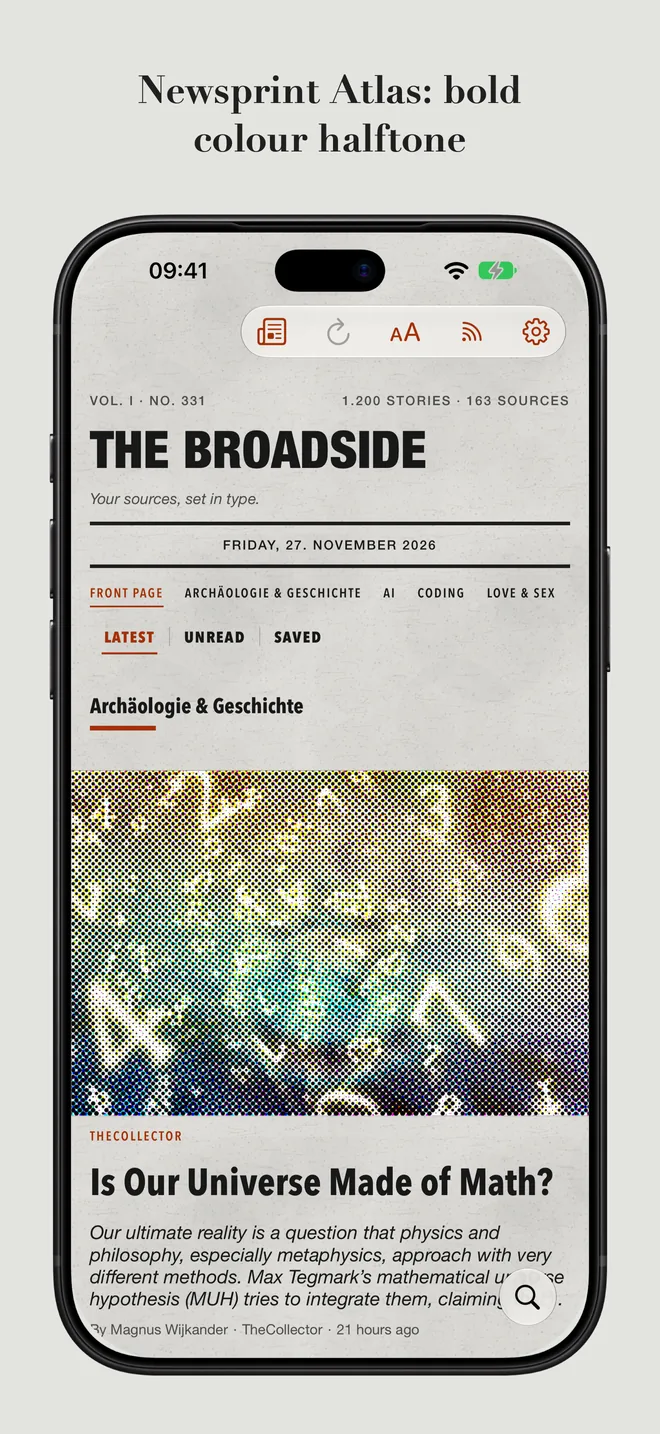 Newsprint Atlas: bold
colour halftone
09:41
AA
VOL. I · NO. 331
1.200 STORIES · 163 SOURCES
THE BROADSIDE
Your sources, set in type.
FRIDAY, 27. NOVEMBER 2026
FRONT PAGE ARCHÄOLOGIE & GESCHICHTE AI CODING LOVE & SEX
LATEST UNREAD SAVED
Archäologie & Geschichte
THECOLLECTOR
Is Our Universe Made of Math?
Our ultimate reality is a question that physics and
philosophy, especially metaphysics, approach with very
different methods. Max Tegmark’s mathematical
hypothesis (MUH) tries to integrate them, claiming
By Magnus Wijkander · TheCollector · 21 hours ago